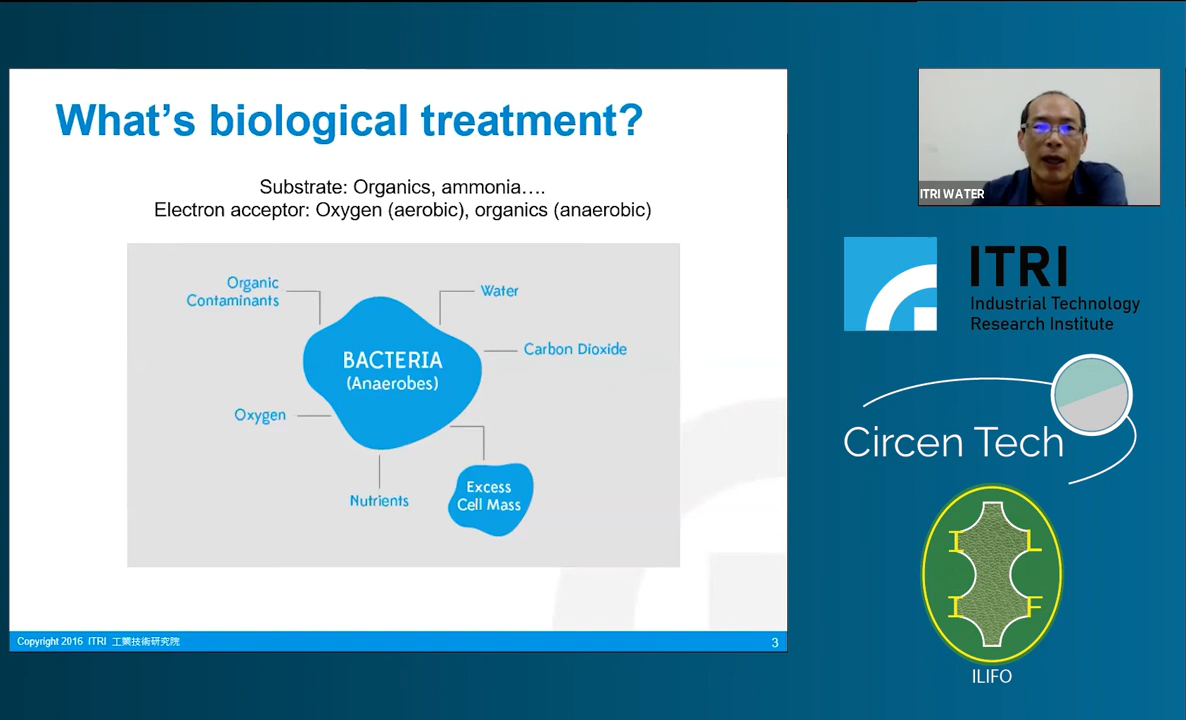 What's biological treatment?
Substrate: Organics, ammonia….
Electron acceptor: Oxygen (aerobic), organics (anaerobic)
Organic
Contaminants
Water
BACTERIA
(Anaerobes)
Carbon Dioxide
Oxygen
Nutrients
Excess
Cell Mass
Copyright 2016 ITRI 工業技術研究院
3
ITRI WATER
ITRI
Industrial Technology
Research Institute
Circen Tech
I L
I F
ILIFO